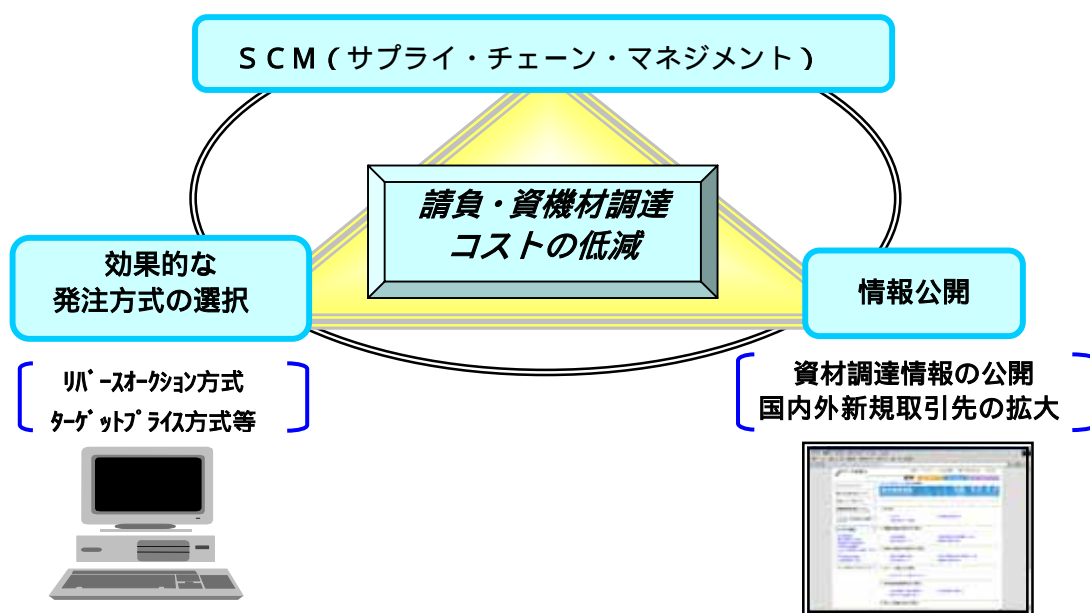 ＳＣＭ（サプライ・チェーン・マネジメント）
請負・資機材調達
コストの低減
効果的な
発注方式の選択
情報公開
ﾘﾊﾞｰｽｵｰｸｼｮﾝ方式
ﾀｰｹﾞｯﾄﾌﾟﾗｲｽ方式等
資材調達情報の公開
国内外新規取引先の拡大